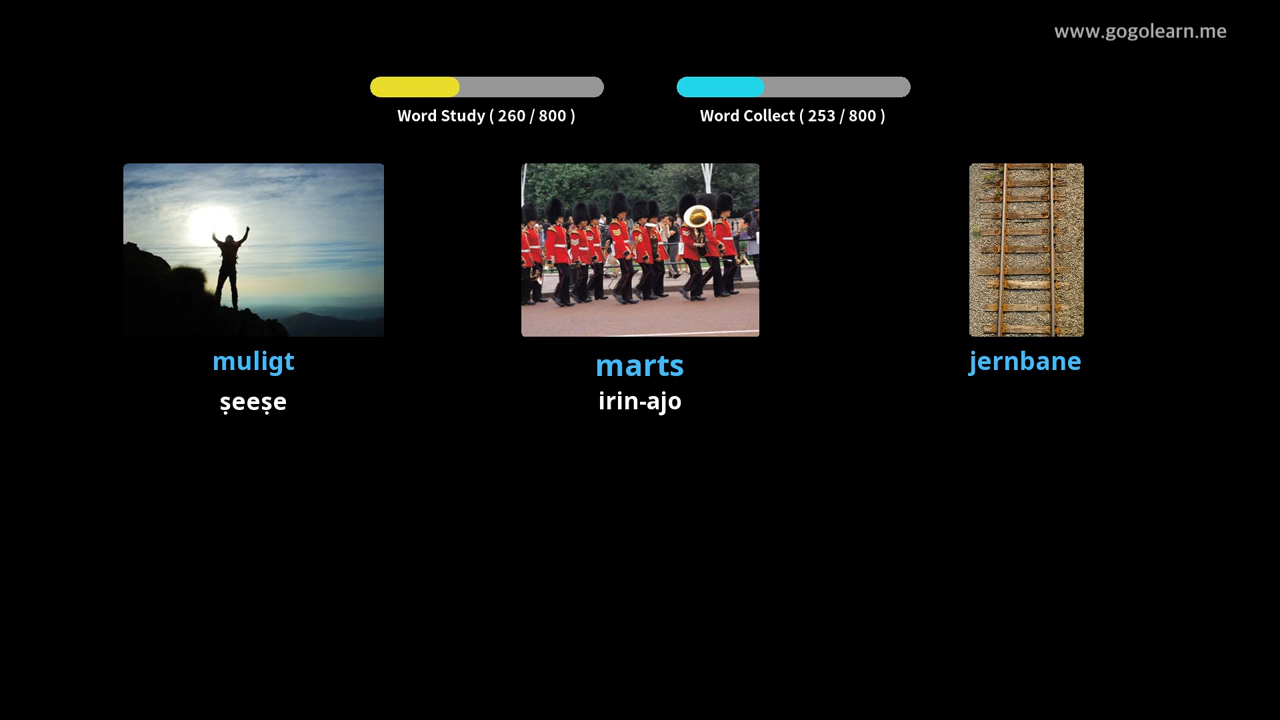 www.gogolearn.me
Word Study ( 260 / 800 )
Word Collect ( 253 / 800 )
muligt
ṣeeṣe
marts
irin-ajo
jernbane